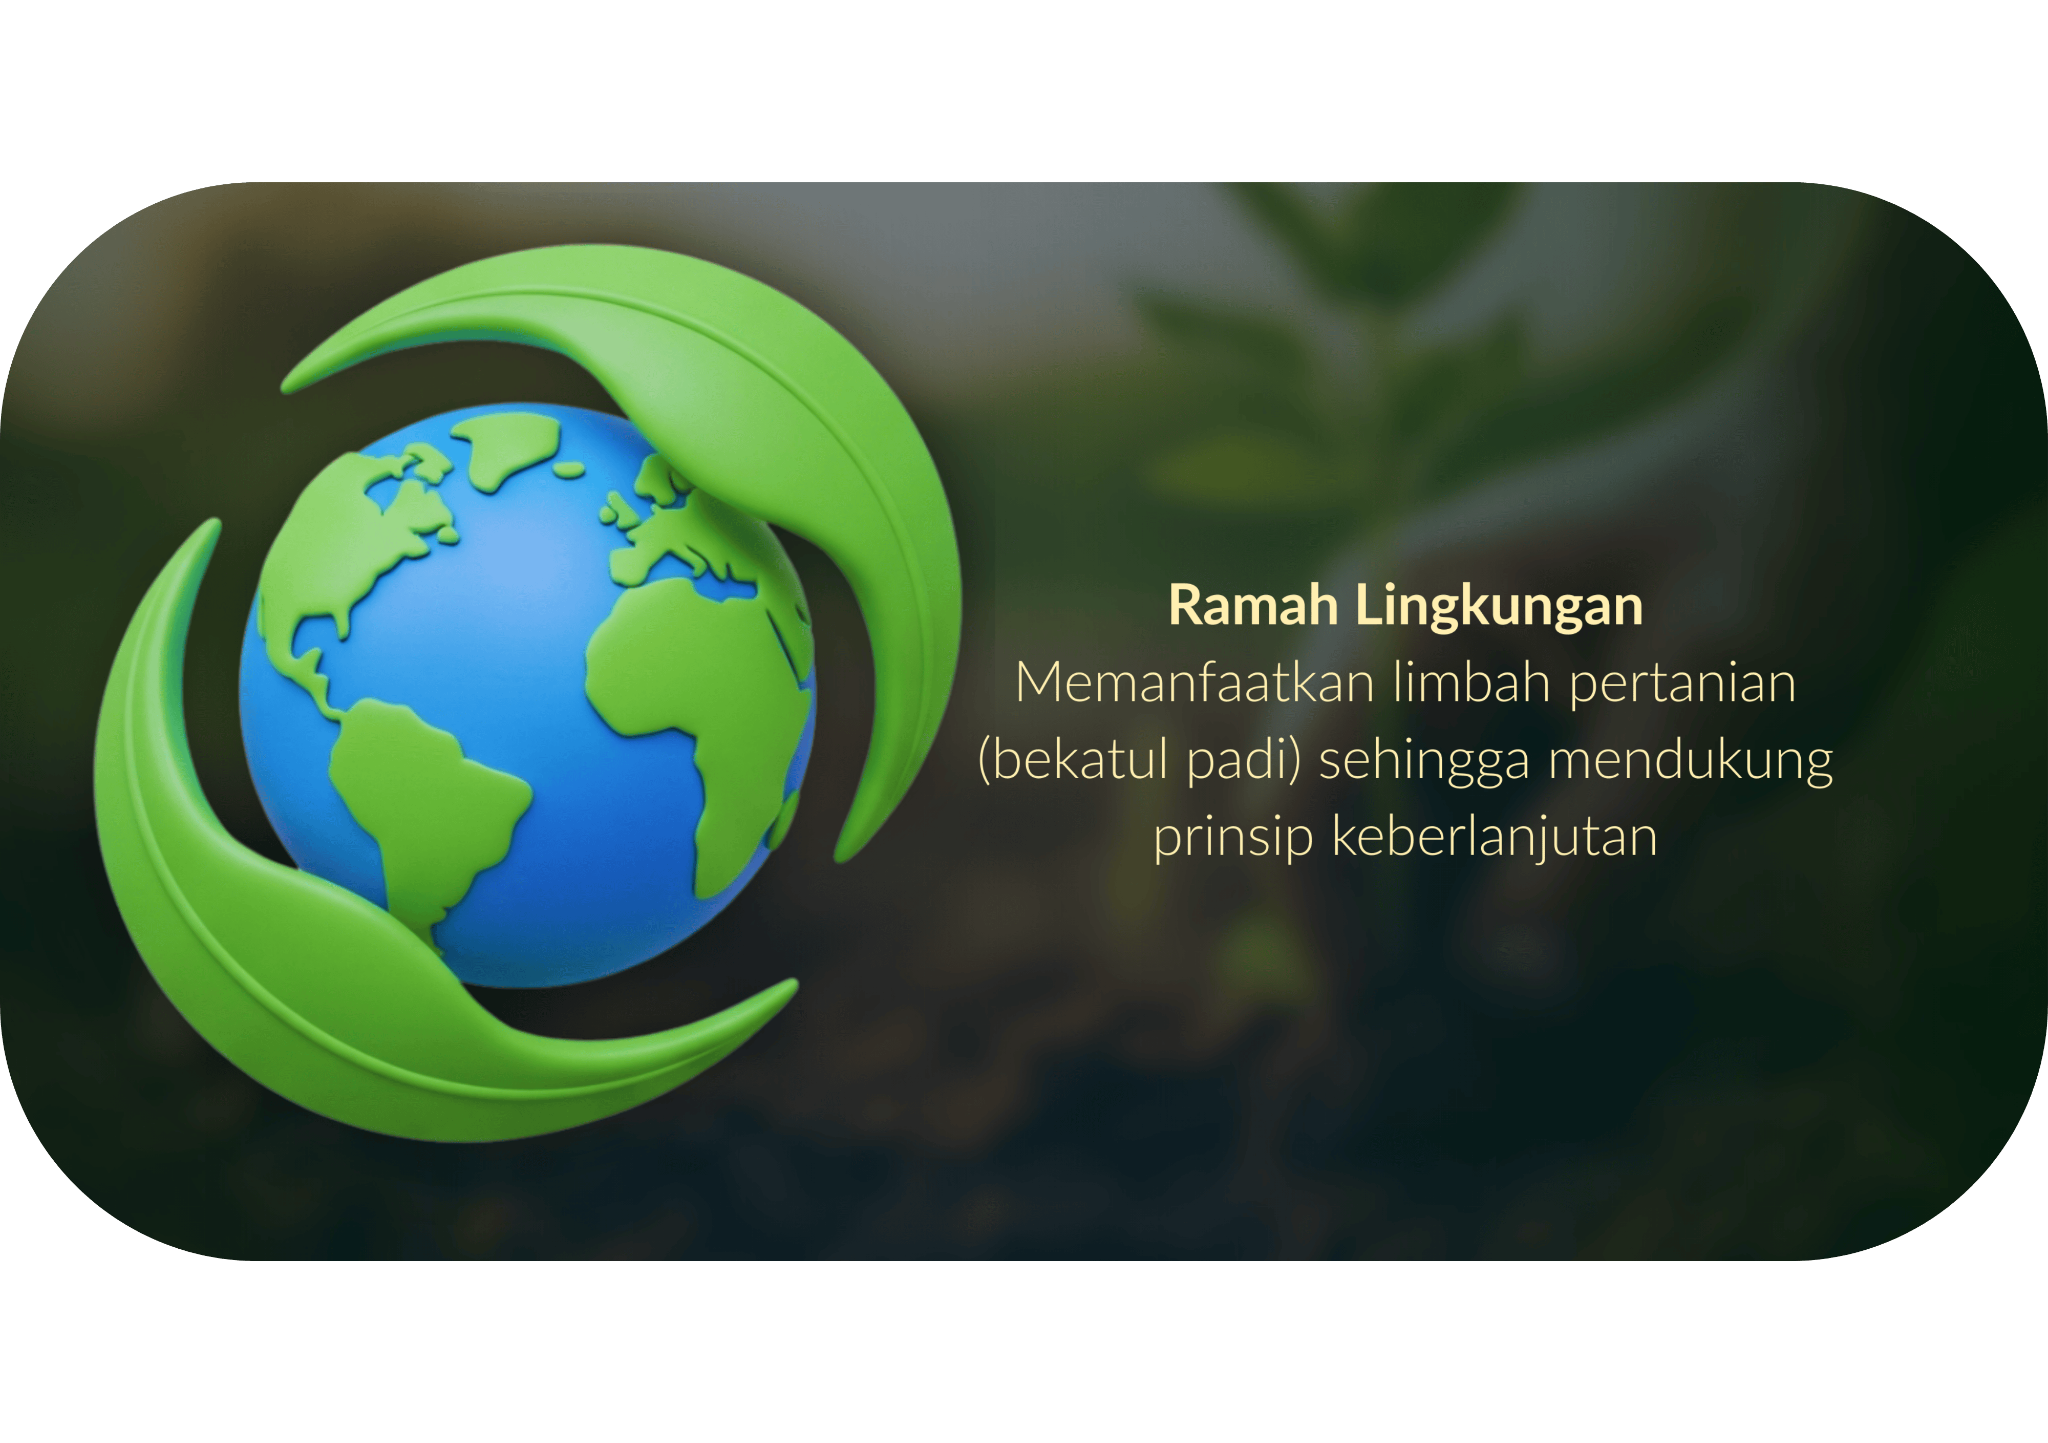 Ramah Lingkungan
Memanfaatkan limbah pertanian
(bekatul padi) sehingga mendukung
prinsip keberlanjutan